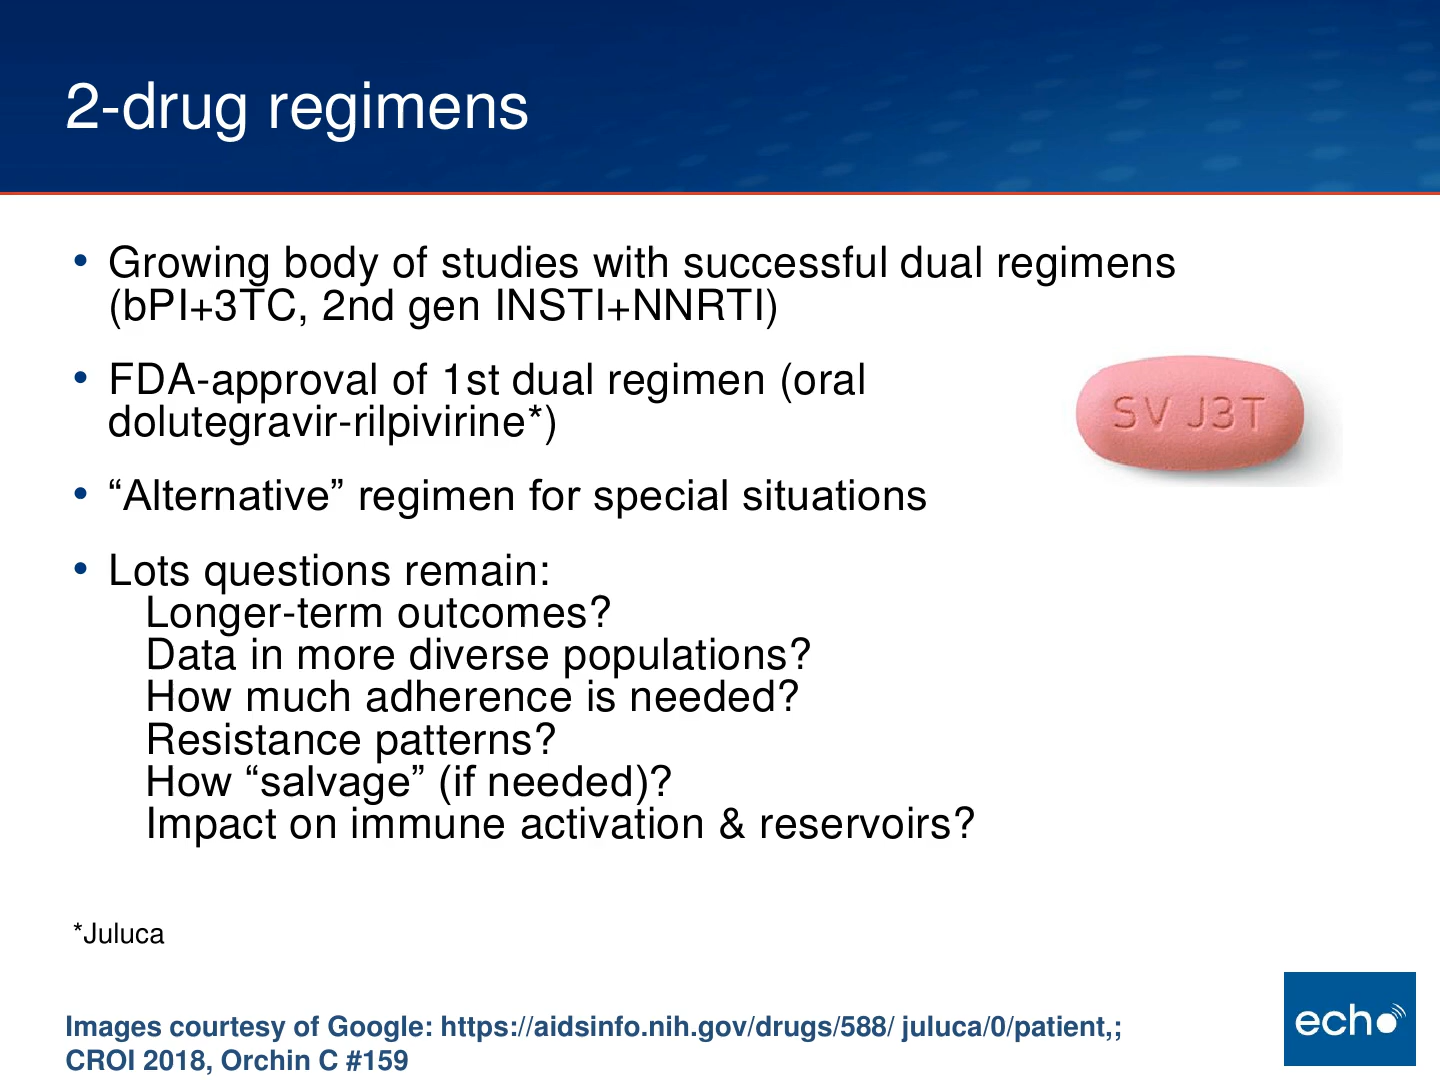 2-drug regimens
• Growing body of studies with successful dual regimens
(bPI+3TC, 2nd gen INSTI+NNRTI)
• FDA-approval of 1st dual regimen (oral
dolutegravir-rilpivirine*)
SV J3T
• “Alternative” regimen for special situations
• Lots questions remain:
Longer-term outcomes?
Data in more diverse populations?
How much adherence is needed?
Resistance patterns?
How “salvage” (if needed)?
Impact on immune activation & reservoirs?
*Juluca
Images courtesy of Google: https://aidsinfo.nih.gov/drugs/588/ juluca/0/patient,;
CROI 2018, Orchin C #159
echo